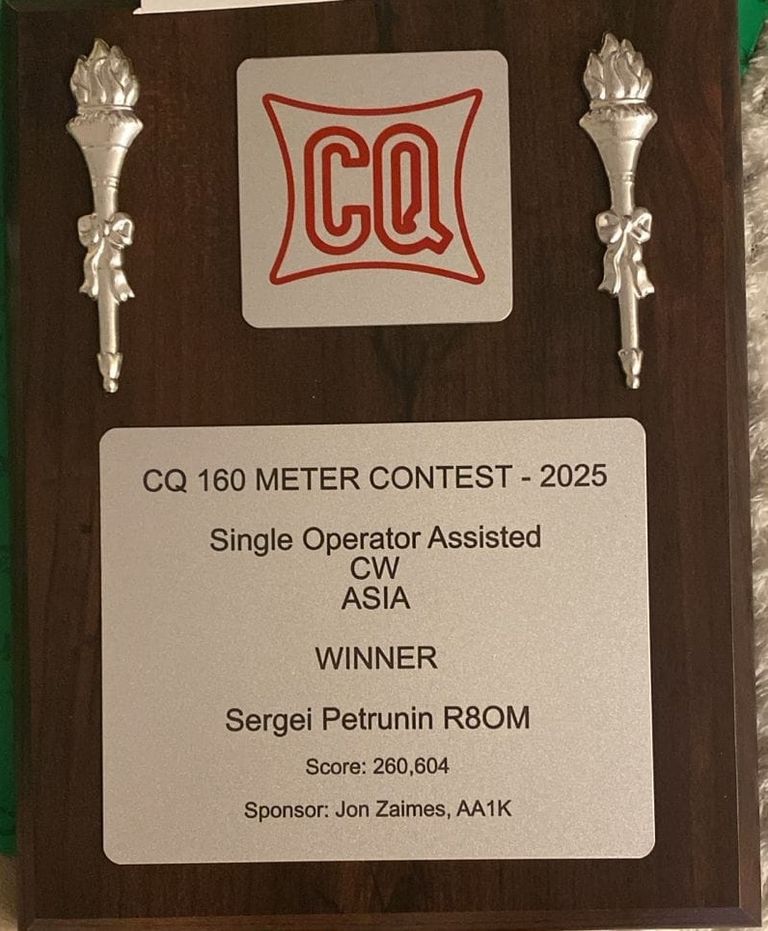 CQ
CQ 160 METER CONTEST - 2025
Single Operator Assisted
CW
ASIA
WINNER
Sergei Petrunin R8OM
Score: 260,604
Sponsor: Jon Zaimes, AA1K